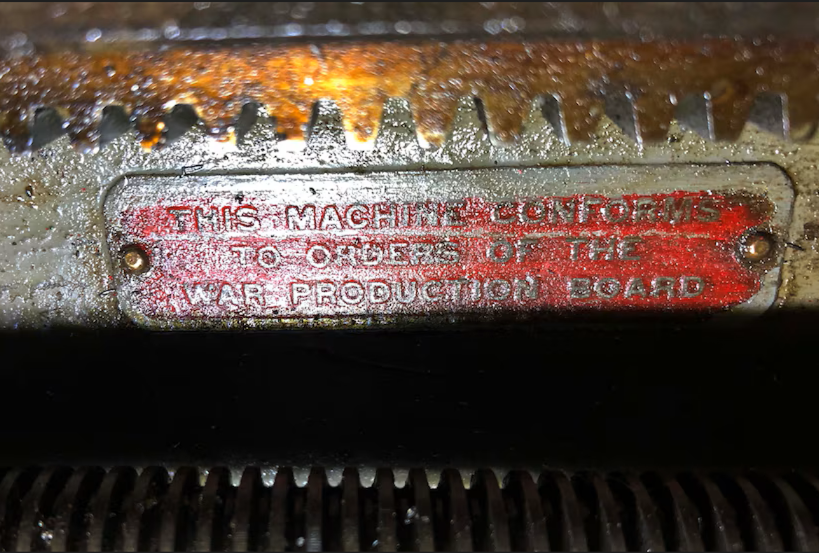 THIS MACHINE CONFORMS
TO ORDERS OF THE
WAR PRODUCTION BOARD